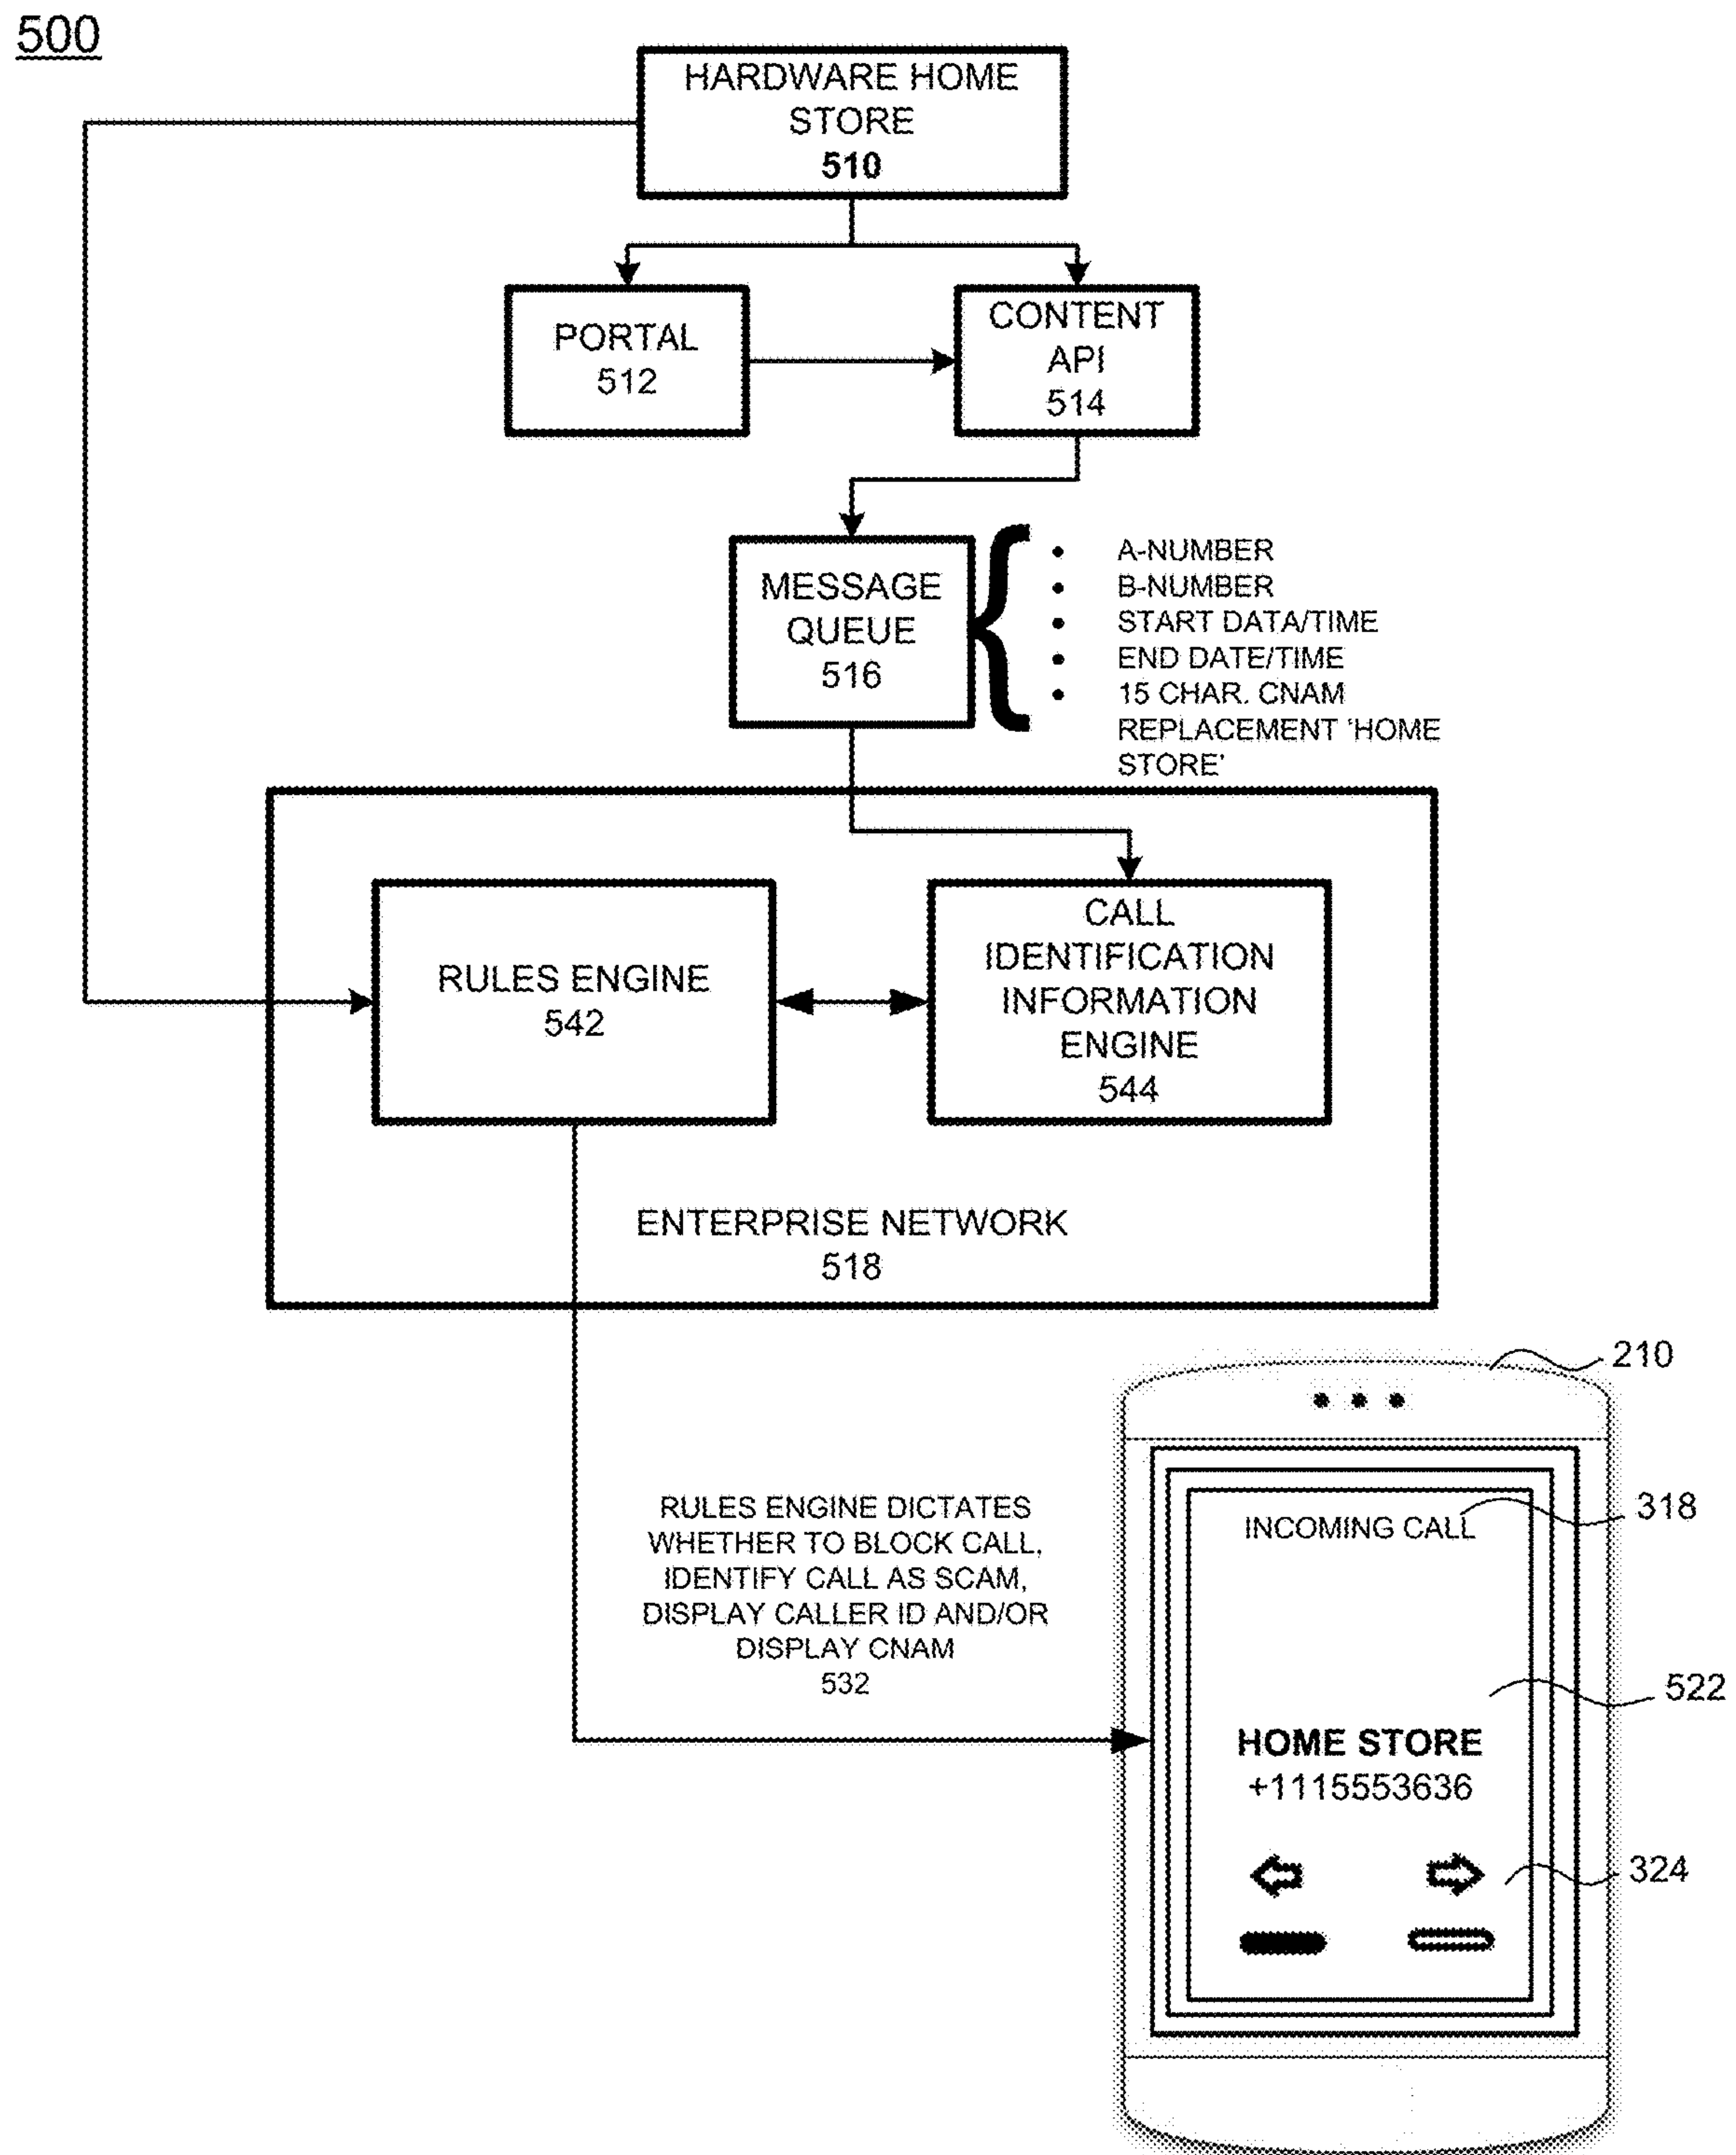 500
HARDWARE HOME
STORE
510
PORTAL
512
CONTENT
API
514
MESSAGE
QUEUE
516
• A-NUMBER
• B-NUMBER
• START DATA/TIME
• END DATE/TIME
• 15 CHAR. CNAM
REPLACEMENT 'HOME
STORE'
RULES ENGINE
542
CALL
IDENTIFICATION
INFORMATION
ENGINE
544
ENTERPRISE NETWORK
518
RULES ENGINE DICTATES
WHETHER TO BLOCK CALL,
IDENTIFY CALL AS SCAM,
DISPLAY CALLER ID AND/OR
DISPLAY CNAM
532
210
INCOMING CALL
318
522
HOME STORE
+1115553636
324